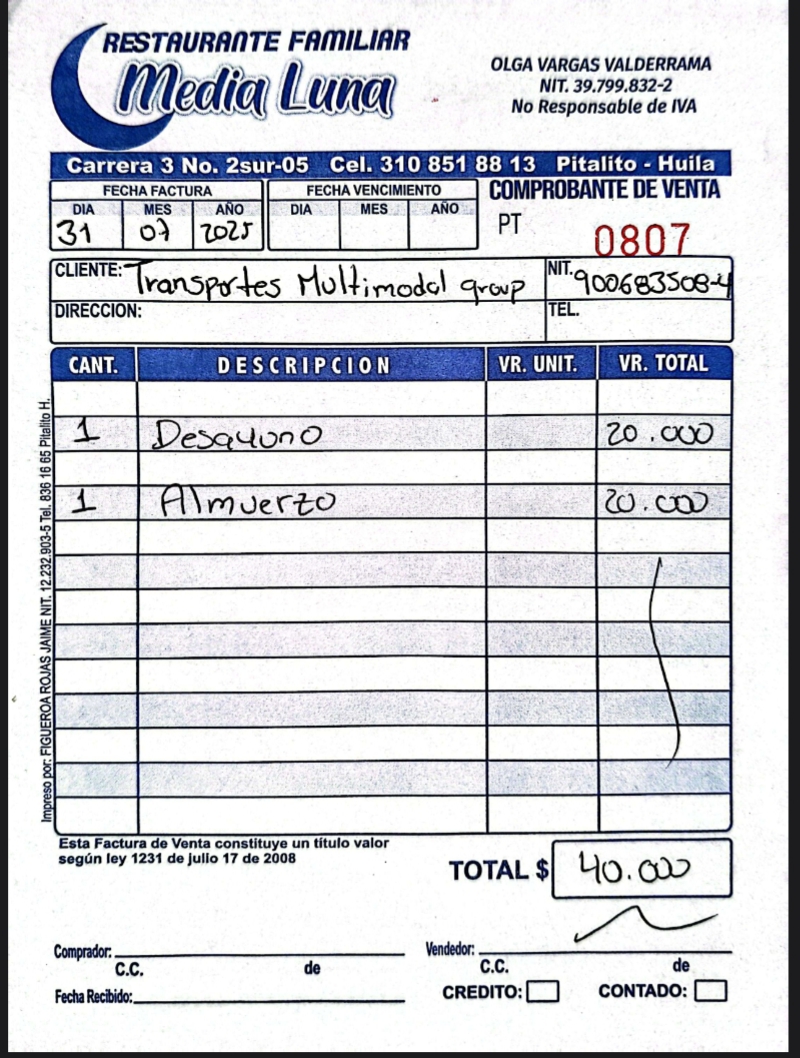 RESTAURANTE FAMILIAR
Media Luna
OLGA VARGAS VALDERRAMA
NIT. 39.799.832-2
No Responsable de IVA
Carrera 3 No. 2sur-05 Cel. 310 851 88 13 Pitalito - Huila
FECHA FACTURA
DIA MES AÑO
31 07 2025
FECHA VENCIMIENTO
DIA MES AÑO
COMPROBANTE DE VENTA
PT 0807
CLIENTE: Transportes Multimodal group NIT. 900683508-4
DIRECCION: TEL.
CANT. DESCRIPCION VR. UNIT. VR. TOTAL
1 Desayuno 20.000
1 Almuerzo 20.000
Impreso por: FIGUEROA ROJAS JAIME NIT. 12.232.903-5 Tel. 836 16 65 Pitalito H.
Esta Factura de Venta constituye un título valor
según ley 1231 de julio 17 de 2008
TOTAL $ 40.000
Comprador: Vendedor:
C.C. de C.C. de
Fecha Recibido: CREDITO: CONTADO: